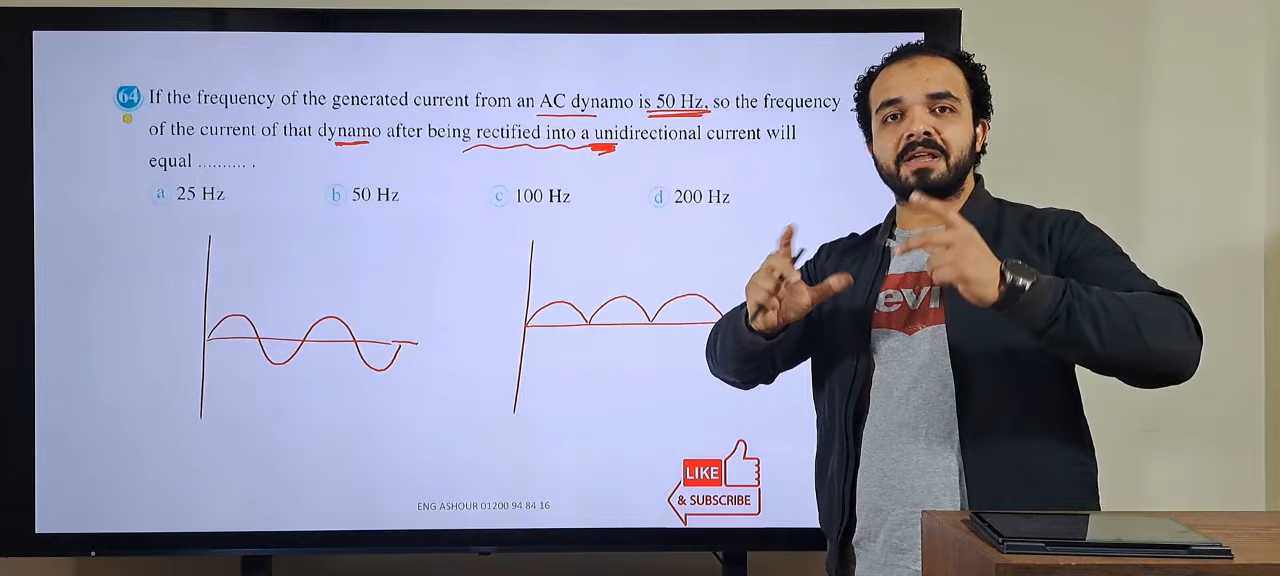 64 If the frequency of the generated current from an AC dynamo is 50 Hz, so the frequency
of the current of that dynamo after being rectified into a unidirectional current will
equal .......... .
a 25 Hz b 50 Hz c 100 Hz d 200 Hz
evi
LIKE
& SUBSCRIBE
ENG ASHOUR 01200 94 84 16